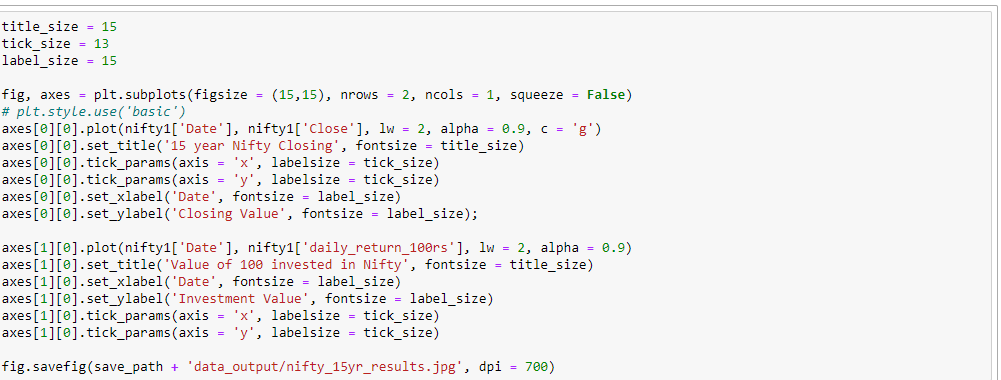 title_size = 15
tick_size = 13
label_size = 15
fig, axes = plt.subplots(figsize = (15,15), nrows = 2, ncols = 1, squeeze = False)
# plt.style.use('basic')
axes[0][0].plot(nifty1['Date'], nifty1['Close'], lw = 2, alpha = 0.9, c = 'g')
axes[0][0].set_title('15 year Nifty Closing', fontsize = title_size)
axes[0][0].tick_params(axis = 'x', labelsize = tick_size)
axes[0][0].tick_params(axis = 'y', labelsize = tick_size)
axes[0][0].set_xlabel('Date', fontsize = label_size)
axes[0][0].set_ylabel('Closing Value', fontsize = label_size);
axes[1][0].plot(nifty1['Date'], nifty1['daily_return_100rs'], lw = 2, alpha = 0.9)
axes[1][0].set_title('Value of 100 invested in Nifty', fontsize = title_size)
axes[1][0].set_xlabel('Date', fontsize = label_size)
axes[1][0].set_ylabel('Investment Value', fontsize = label_size)
axes[1][0].tick_params(axis = 'x', labelsize = tick_size)
axes[1][0].tick_params(axis = 'y', labelsize = tick_size)
fig.savefig(save_path + 'data_output/nifty_15yr_results.jpg', dpi = 700)